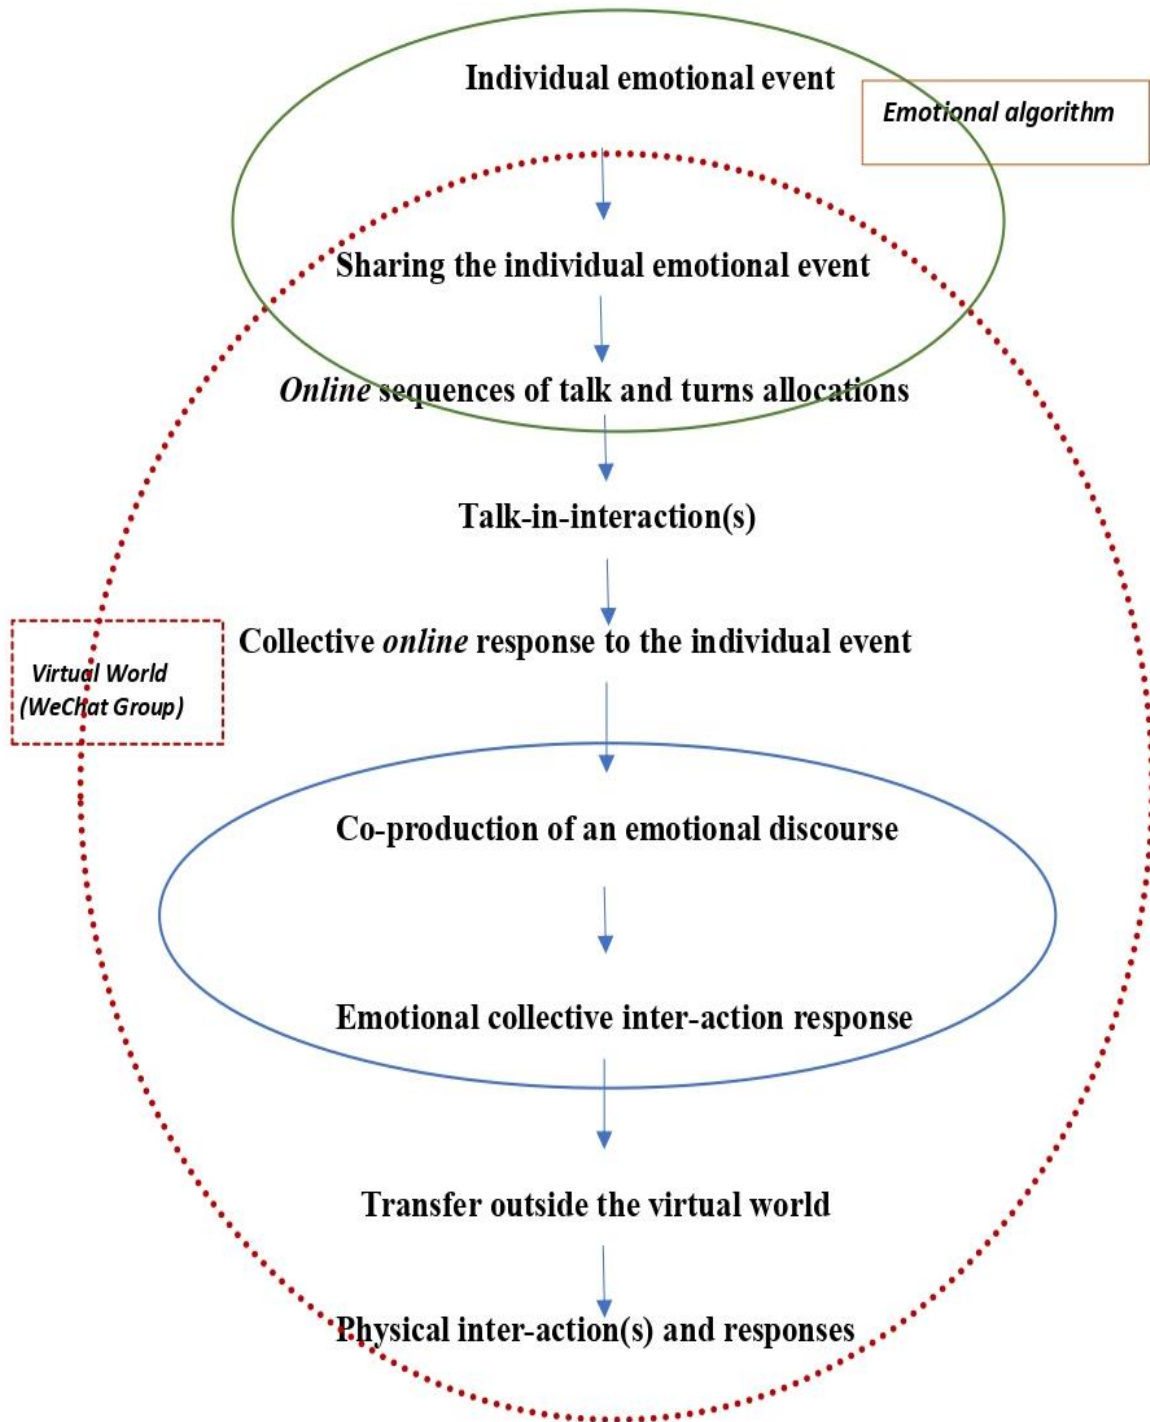 Individual emotional event
Emotional algorithm
Sharing the individual emotional event
Online sequences of talk and turns allocations
Talk-in-interaction(s)
Collective online response to the individual event
Virtual World
(WeChat Group)
Co-production of an emotional discourse
Emotional collective inter-action response
Transfer outside the virtual world
Physical inter-action(s) and responses